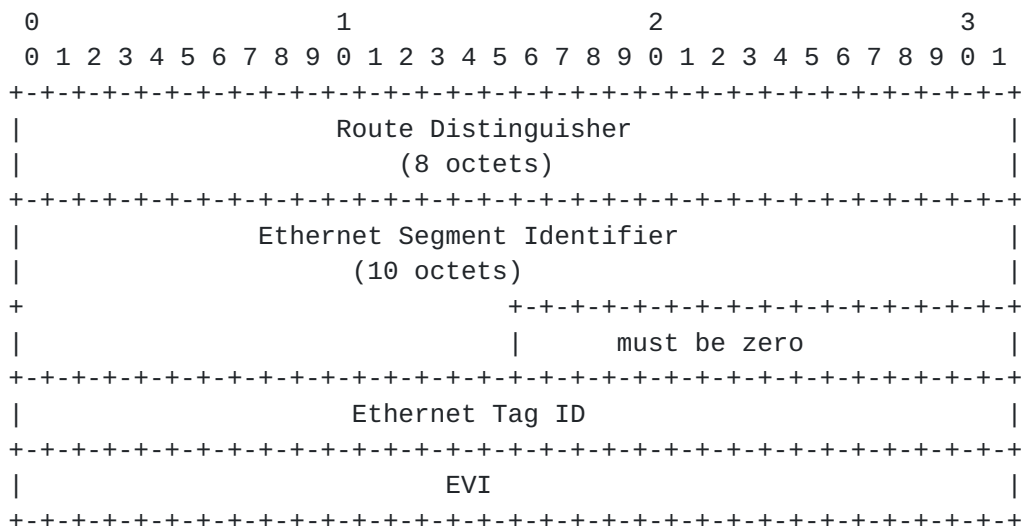 0                   1                   2                   3
 0 1 2 3 4 5 6 7 8 9 0 1 2 3 4 5 6 7 8 9 0 1 2 3 4 5 6 7 8 9 0 1
+-+-+-+-+-+-+-+-+-+-+-+-+-+-+-+-+-+-+-+-+-+-+-+-+-+-+-+-+-+-+-+-+
|                    Route Distinguisher                        |
|                        (8 octets)                             |
+-+-+-+-+-+-+-+-+-+-+-+-+-+-+-+-+-+-+-+-+-+-+-+-+-+-+-+-+-+-+-+-+
|               Ethernet Segment Identifier                     |
|                     (10 octets)                               |
+                               +-+-+-+-+-+-+-+-+-+-+-+-+-+-+-+-+
|                               |      must be zero             |
+-+-+-+-+-+-+-+-+-+-+-+-+-+-+-+-+-+-+-+-+-+-+-+-+-+-+-+-+-+-+-+-+
|                     Ethernet Tag ID                           |
+-+-+-+-+-+-+-+-+-+-+-+-+-+-+-+-+-+-+-+-+-+-+-+-+-+-+-+-+-+-+-+-+
|                           EVI                                 |
+-+-+-+-+-+-+-+-+-+-+-+-+-+-+-+-+-+-+-+-+-+-+-+-+-+-+-+-+-+-+-+-+